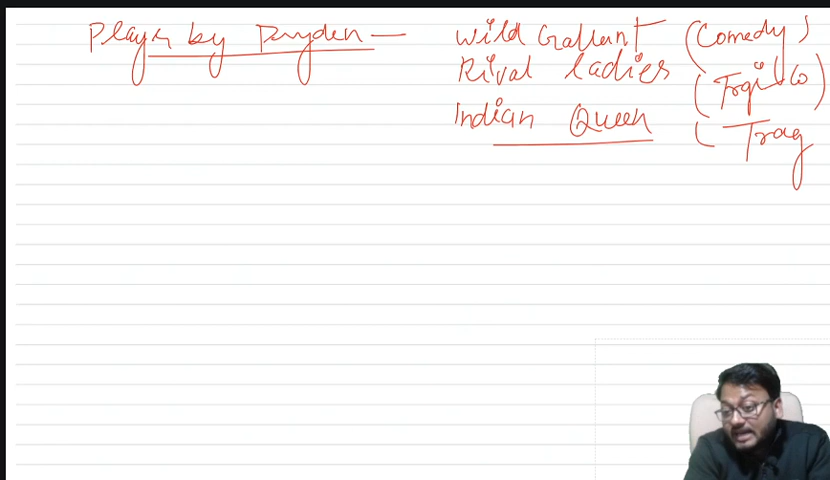 Plays by Dryden — Wild Gallant (Comedy)
Rival ladies (Tragi Co)
Indian Queen (Trag